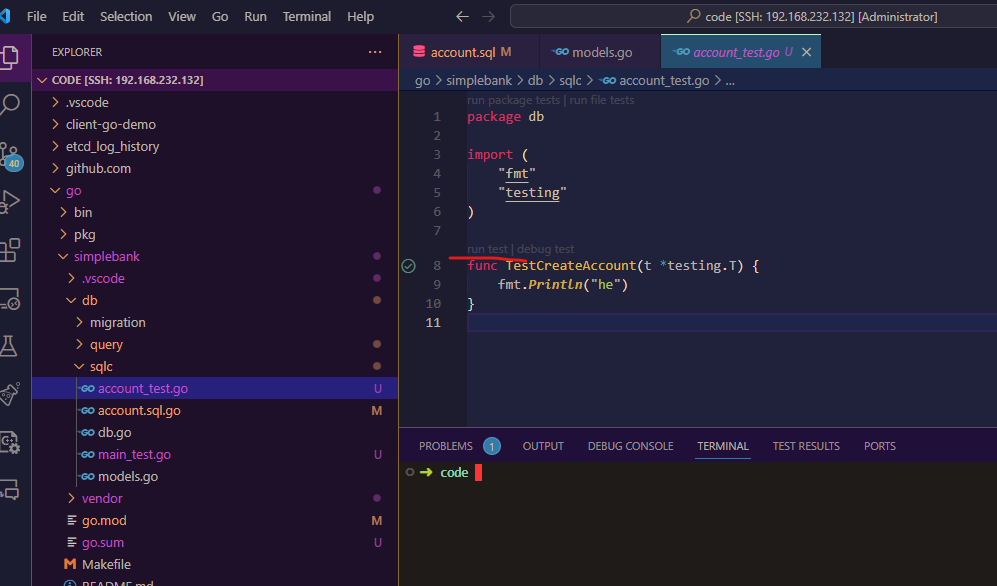 File Edit Selection View Go Run Terminal Help
code [SSH: 192.168.232.132] [Administrator]
EXPLORER
CODE [SSH: 192.168.232.132]
.vscode
client-go-demo
etcd_log_history
github.com
go
bin
pkg
simplebank
.vscode
db
migration
query
sqlc
account_test.go U
account.sql.go M
db.go
main_test.go U
models.go
vendor
go.mod M
go.sum U
Makefile
README.md
40
account.sql M
models.go
account_test.go U
go > simplebank > db > sqlc > account_test.go > ...
run package tests | run file tests
1 package db
2
3 import (
4 "fmt"
5 "testing"
6 )
7
run test | debug test
8 func TestCreateAccount(t *testing.T) {
9 fmt.Println("he")
10 }
11
PROBLEMS 1 OUTPUT DEBUG CONSOLE TERMINAL TEST RESULTS PORTS
code